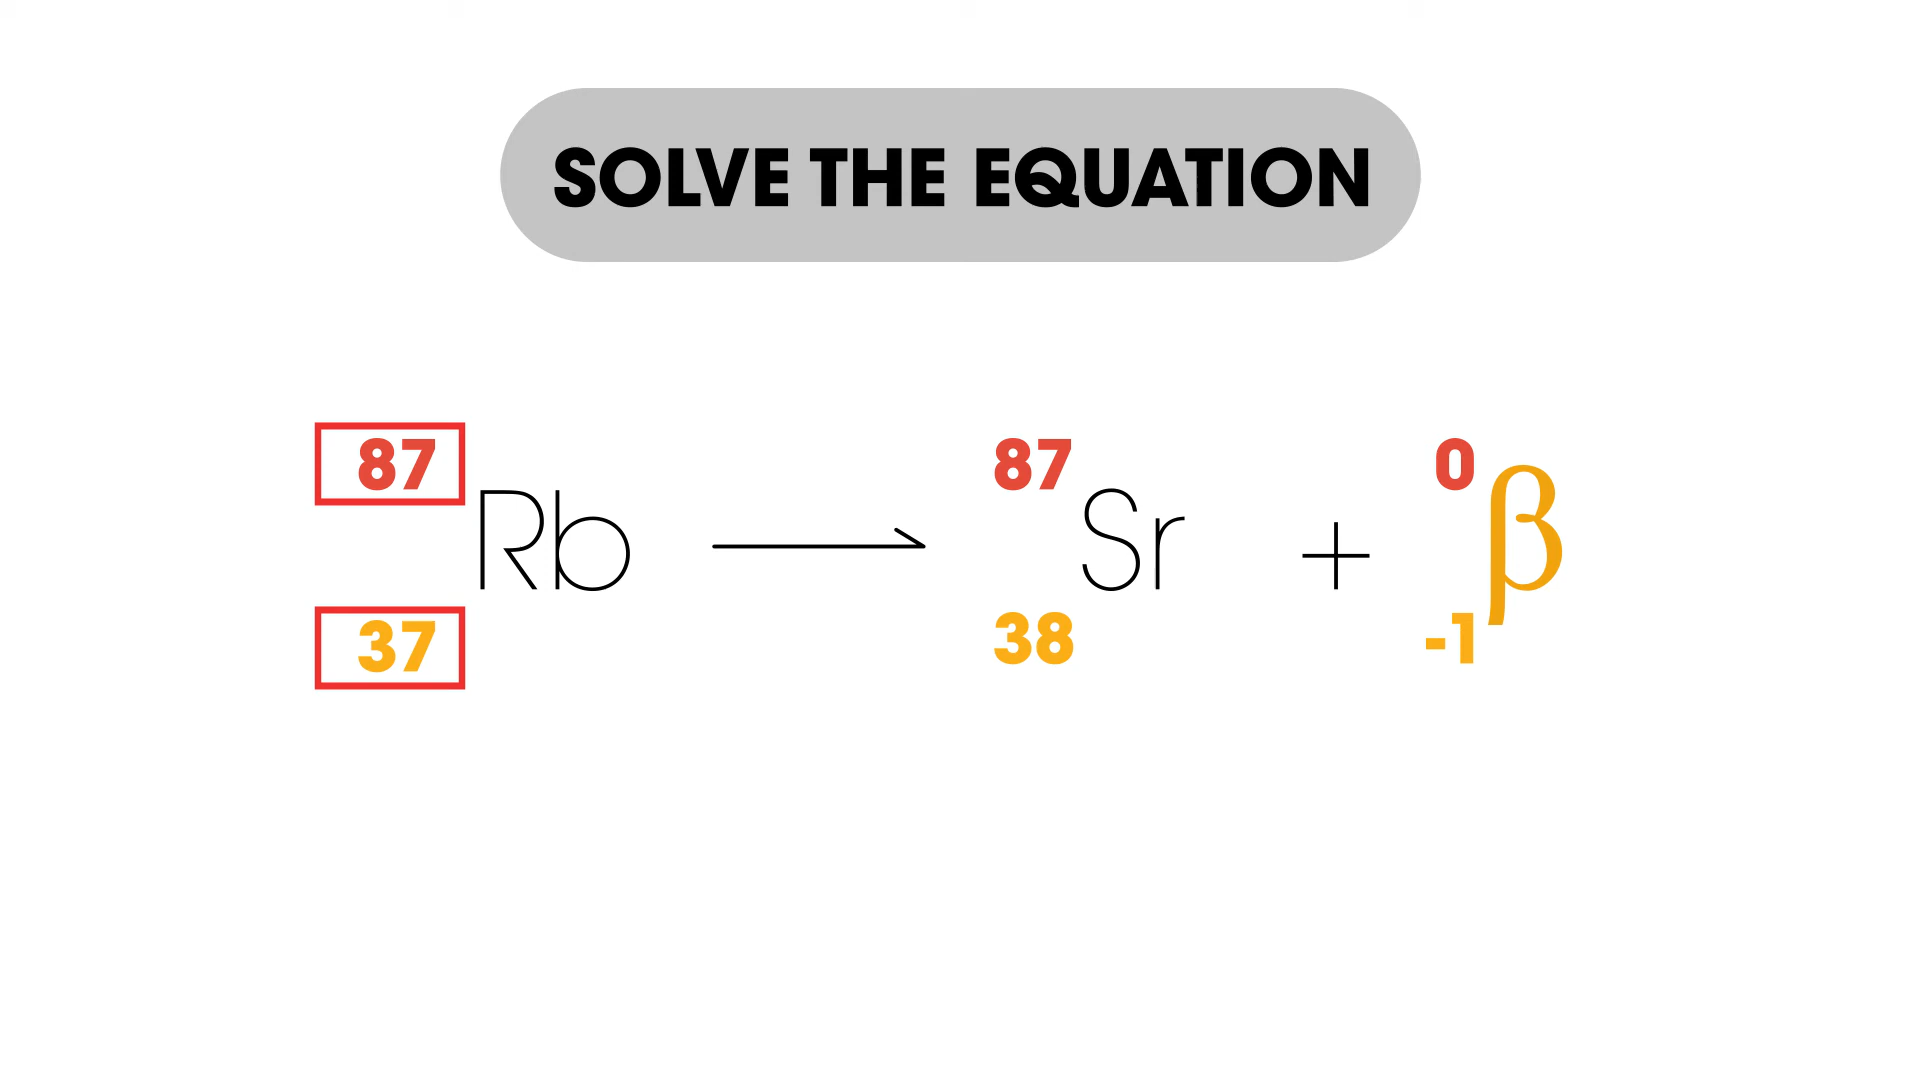 SOLVE THE EQUATION
87 Rb 37 → 87 Sr 38 + 0 β -1